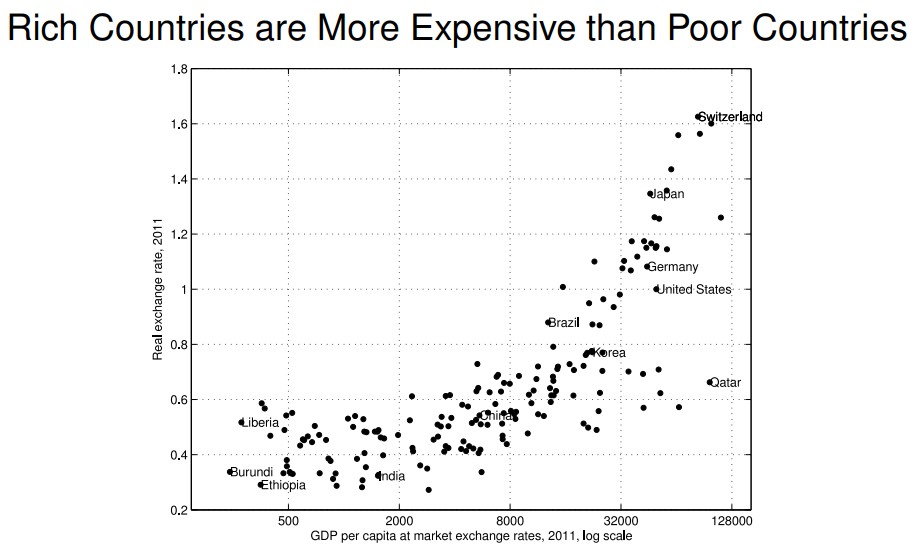 Rich Countries are More Expensive than Poor Countries
1.8
1.6
1.4
1.2
1
0.8
0.6
0.4
0.2
Real exchange rate, 2011
Switzerland
Japan
Germany
United States
Brazil
Korea
Qatar
China
Liberia
Burundi
India
Ethiopia
500 2000 8000 32000 128000
GDP per capita at market exchange rates, 2011, log scale